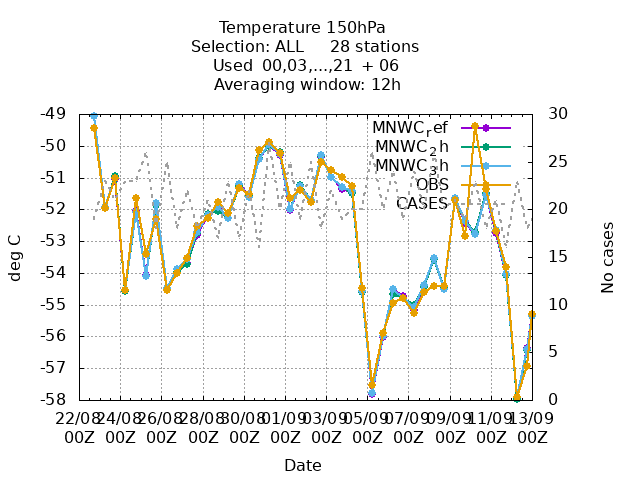 Temperature 150hPa
Selection: ALL 28 stations
Used 00,03,...,21 + 06
Averaging window: 12h
-49
-50
-51
-52
-53
-54
-55
-56
-57
-58
deg C
30
25
20
15
10
5
0
No cases
MNWC_ref
MNWC_2h
MNWC_3h
OBS
CASES
22/08 24/08 26/08 28/08 30/08 01/09 03/09 05/09 07/09 09/09 11/09 13/09
00Z 00Z 00Z 00Z 00Z 00Z 00Z 00Z 00Z 00Z 00Z 00Z
Date